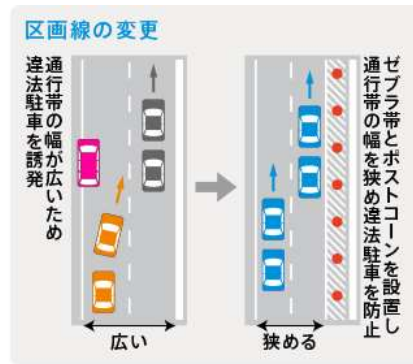 区画線の変更
通行帯の幅が広いため
違法駐車を誘発
広い
ゼブラ帯とポストコーンを設置し
通行帯の幅を狭め違法駐車を防止
狭める